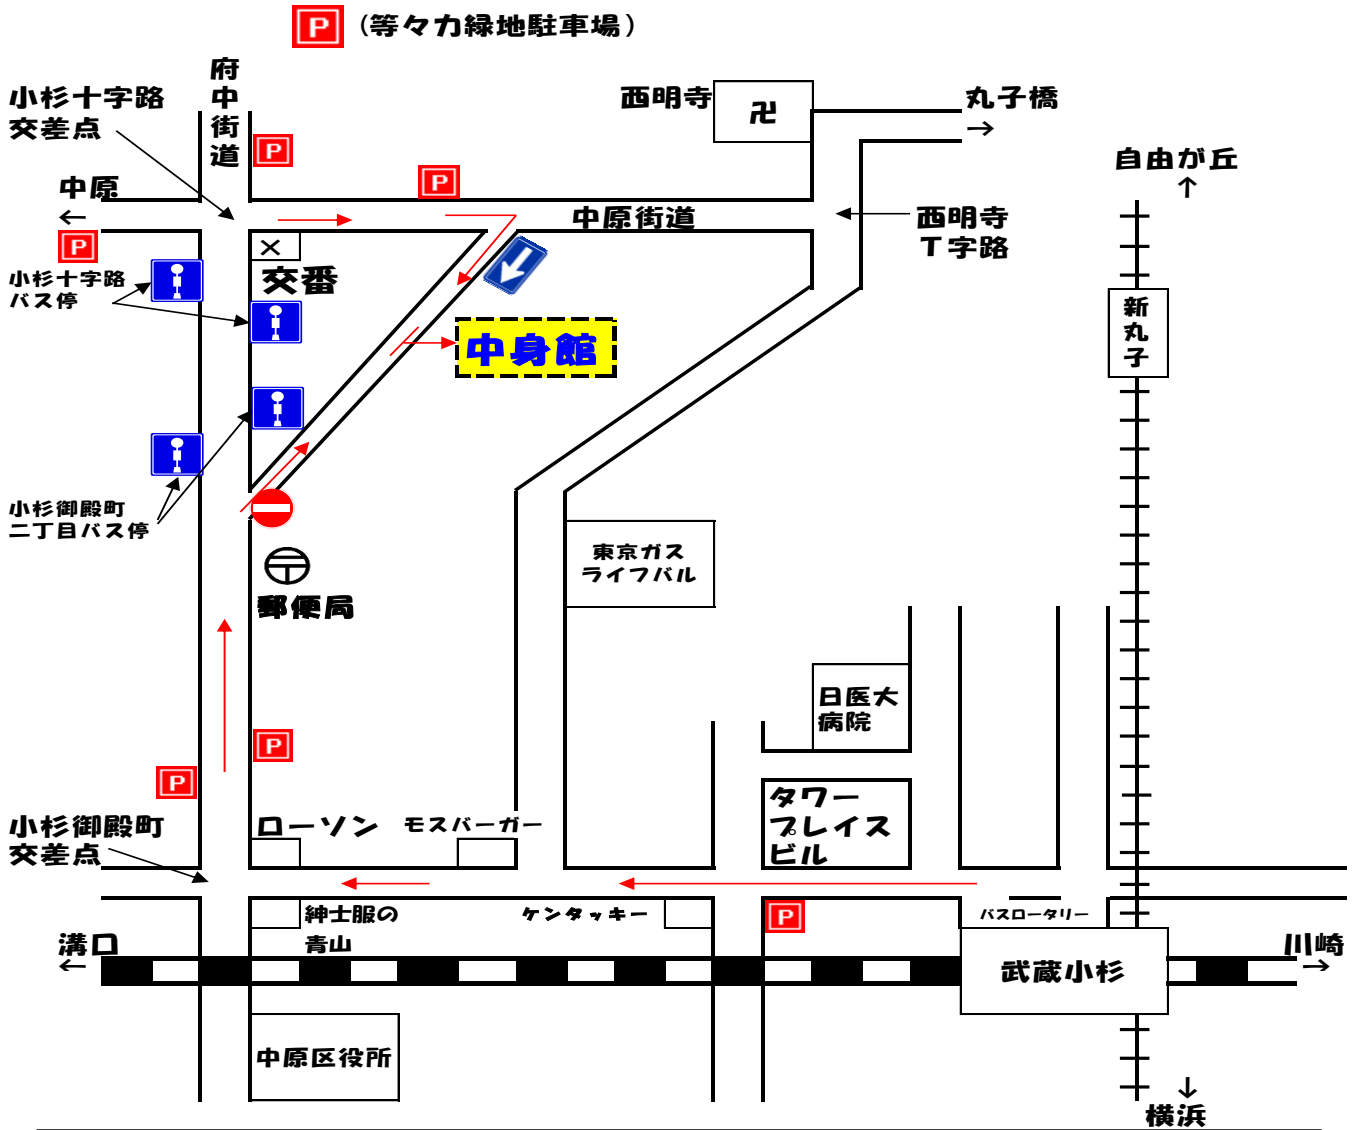 P (等々力緑地駐車場)
府中街道
小杉十字路
交差点
西明寺
卍
丸子橋
→
自由が丘
↑
P
P
中原
←
中原街道
西明寺
T字路
P
×
交番
小杉十字路
バス停
新丸子
中身館
小杉御殿町
二丁目バス停
東京ガス
ライフバル
〒
郵便局
日医大
病院
P
P
タワー
プレイス
ビル
小杉御殿町
交差点
ローソン
モスバーガー
紳士服の
青山
ケンタッキー
P
バスロータリー
溝口
←
武蔵小杉
川崎
→
中原区役所
↓
横浜